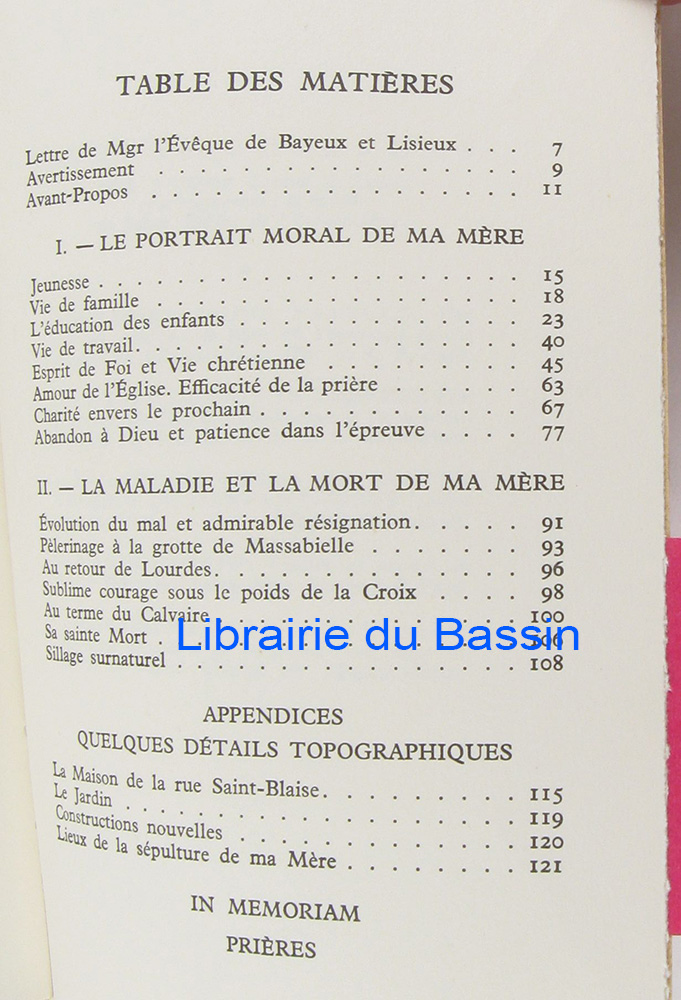 TABLE DES MATIÈRES
Lettre de Mgr l'Évêque de Bayeux et Lisieux . . . 7
Avertissement . . . . . . . . . . . . . . . . 9
Avant-Propos . . . . . . . . . . . . . . . . 11
I. — LE PORTRAIT MORAL DE MA MÈRE
Jeunesse . . . . . . . . . . . . . . . . . . . 15
Vie de famille . . . . . . . . . . . . . . . . 18
L'éducation des enfants . . . . . . . . . . . . 23
Vie de travail . . . . . . . . . . . . . . . . . 40
Esprit de Foi et Vie chrétienne . . . . . . . . . 45
Amour de l'Église. Efficacité de la prière . . . . . . 63
Charité envers le prochain . . . . . . . . . . . . 67
Abandon à Dieu et patience dans l'épreuve . . . . 77
II. — LA MALADIE ET LA MORT DE MA MÈRE
Évolution du mal et admirable résignation . . . . . 91
Pèlerinage à la grotte de Massabielle . . . . . . . 93
Au retour de Lourdes . . . . . . . . . . . . . . 96
Sublime courage sous le poids de la Croix . . . . 98
Au terme du Calvaire . . . . . . . . . . . . . . 100
Sa sainte Mort . . . . . . . . . . . . . . . . . 106
Librairie du Bassin
Sillage surnaturel . . . . . . . . . . . . . . . . 108
APPENDICES
QUELQUES DÉTAILS TOPOGRAPHIQUES
La Maison de la rue Saint-Blaise . . . . . . . . . 115
Le Jardin . . . . . . . . . . . . . . . . . . . 119
Constructions nouvelles . . . . . . . . . . . . . 120
Lieux de la sépulture de ma Mère . . . . . . . . 121
IN MEMORIAM
PRIÈRES